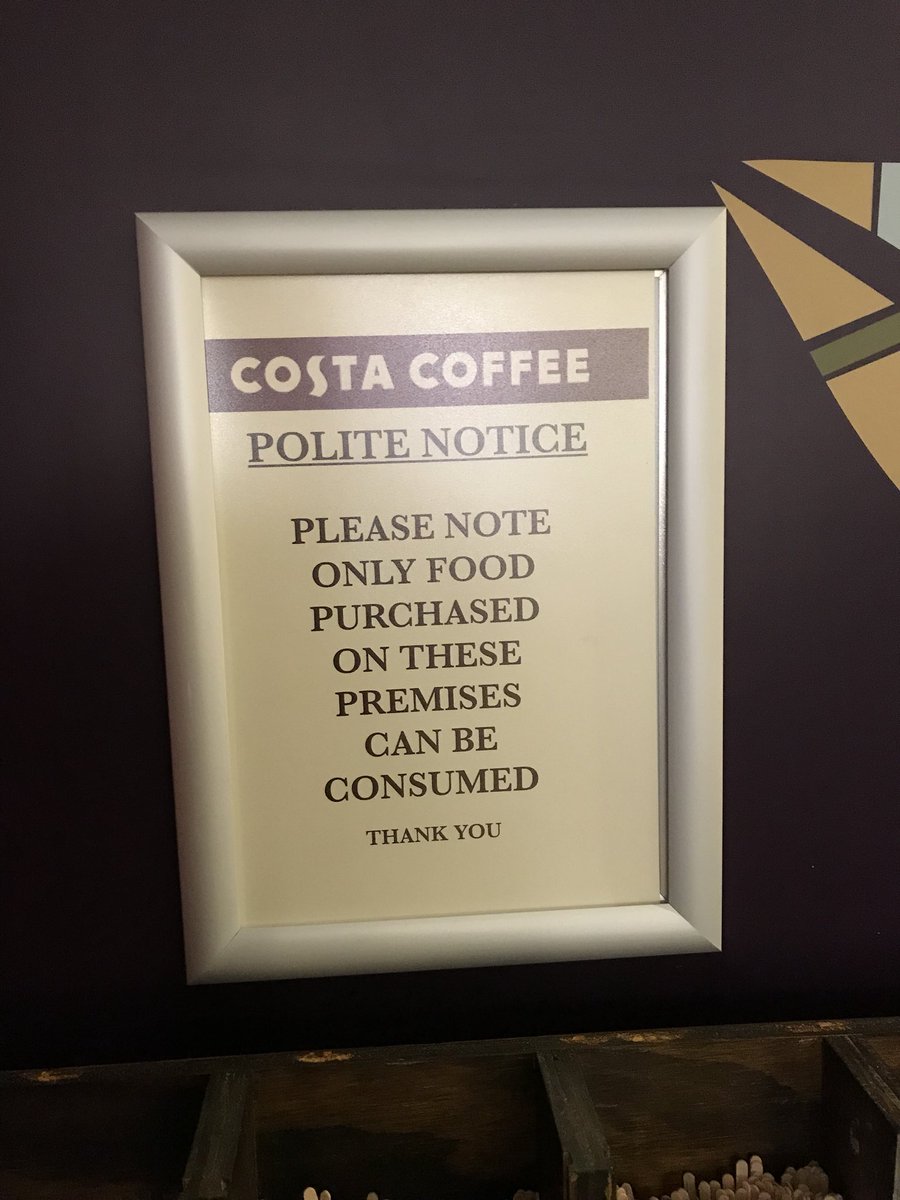 COSTA COFFEE
POLITE NOTICE
PLEASE NOTE
ONLY FOOD
PURCHASED
ON THESE
PREMISES
CAN BE
CONSUMED
THANK YOU